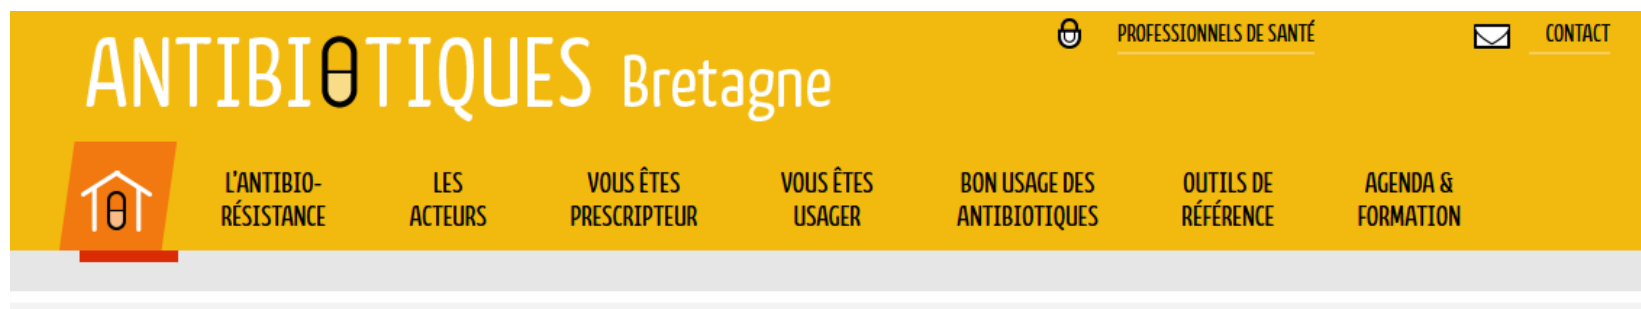 PROFESSIONNELS DE SANTÉ
CONTACT
ANTIBIOTIQUES Bretagne
L'ANTIBIO-
RÉSISTANCE
LES
ACTEURS
VOUS ÊTES
PRESCRIPTEUR
VOUS ÊTES
USAGER
BON USAGE DES
ANTIBIOTIQUES
OUTILS DE
RÉFÉRENCE
AGENDA &
FORMATION